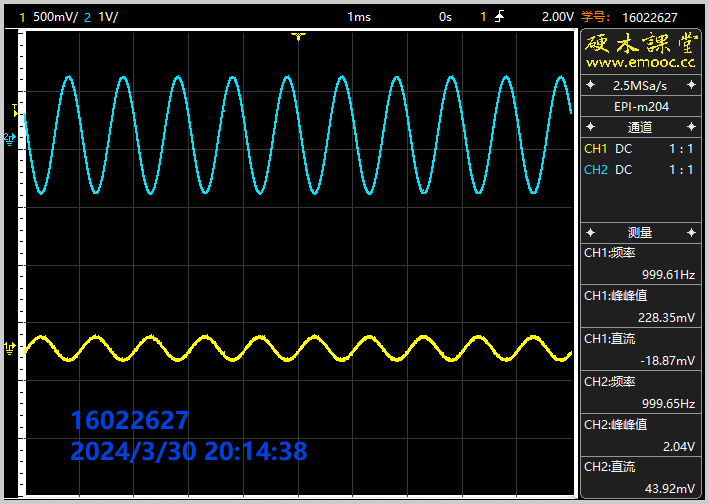 1 500mV/ 2 1V/ 1ms 0s 1 2.00V 学号: 16022627
硬木課堂
www.emooc.cc
2.5MSa/s
EPI-m204
通道
CH1 DC 1 : 1
CH2 DC 1 : 1
测量
CH1:频率
999.61Hz
CH1:峰峰值
228.35mV
CH1:直流
-18.87mV
CH2:频率
999.65Hz
CH2:峰峰值
2.04V
CH2:直流
43.92mV
T
2
1
16022627
2024/3/30 20:14:38